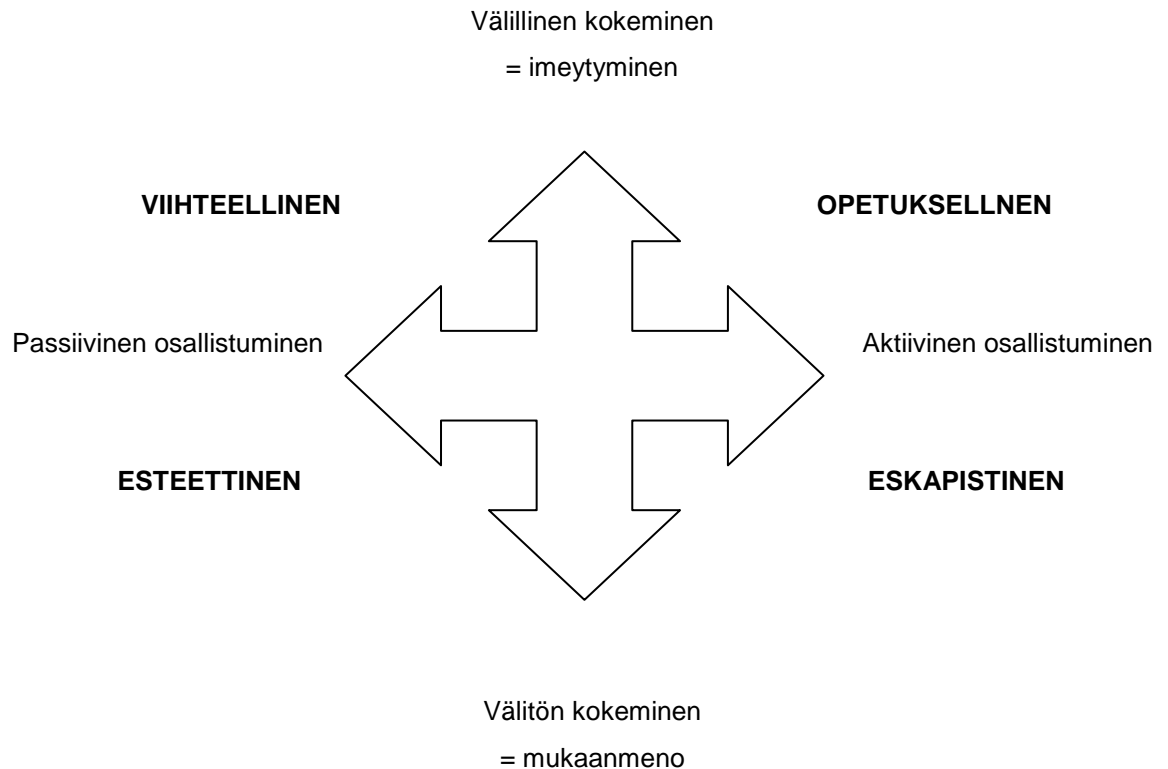 Välillinen kokeminen
= imeytyminen
VIIHTEELLINEN
OPETUKSELLNEN
Passiivinen osallistuminen
Aktiivinen osallistuminen
ESTEETTINEN
ESKAPISTINEN
Välitön kokeminen
= mukaanmeno